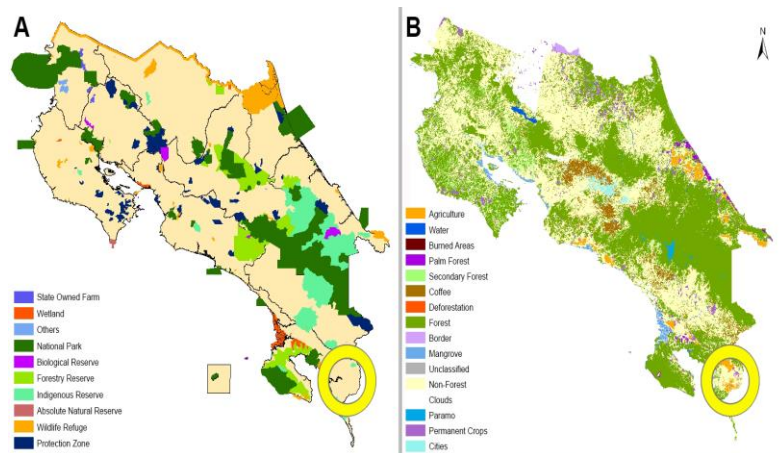 A
State Owned Farm
Wetland
Others
National Park
Biological Reserve
Forestry Reserve
Indigenous Reserve
Absolute Natural Reserve
Wildlife Refuge
Protection Zone
B
N
Agriculture
Water
Burned Areas
Palm Forest
Secondary Forest
Coffee
Deforestation
Forest
Border
Mangrove
Unclassified
Non-Forest
Clouds
Paramo
Permanent Crops
Cities